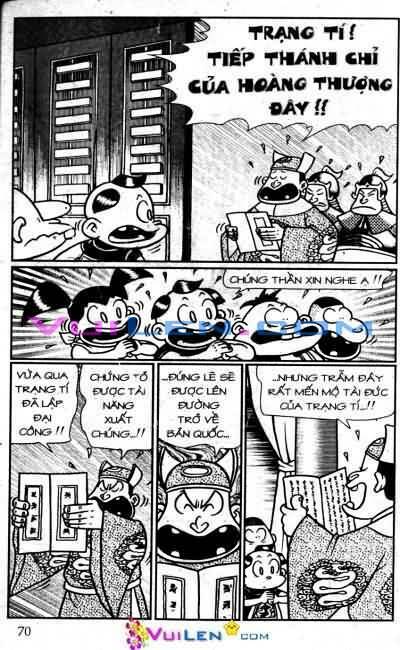 TRẠNG TÍ!
TIẾP THÁNH CHỈ
CỦA HOÀNG THƯỢNG
ĐÂY!!
CHÚNG THẦN XIN NGHE Ạ!!
VUILEN.COM
VỪA QUA
TRẠNG TÍ
ĐÃ LẬP
ĐẠI
CÔNG!!
CHỨNG TỎ
ĐƯỢC TÀI
NĂNG
XUẤT
CHÚNG...!!
...ĐÚNG LẼ SẼ
ĐƯỢC LÊN
ĐƯỜNG
TRỞ VỀ
BẢN QUỐC...
...NHƯNG TRẪM ĐÂY
RẤT MẾN MỘ TÀI ĐỨC
CỦA TRẠNG TÍ...!!
70
VUILEN.COM